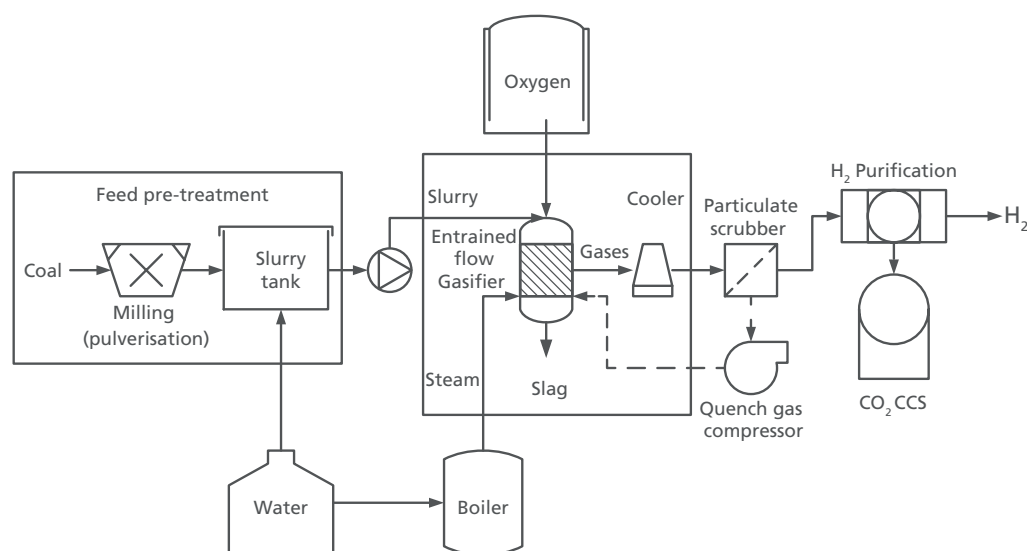 Oxygen
Feed pre-treatment
Coal
Milling
(pulverisation)
Slurry
tank
Slurry
Entrained
flow
Gasifier
Gases
Cooler
Particulate
scrubber
H₂ Purification
H₂
Steam
Slag
Quench gas
compressor
CO₂ CCS
Water
Boiler